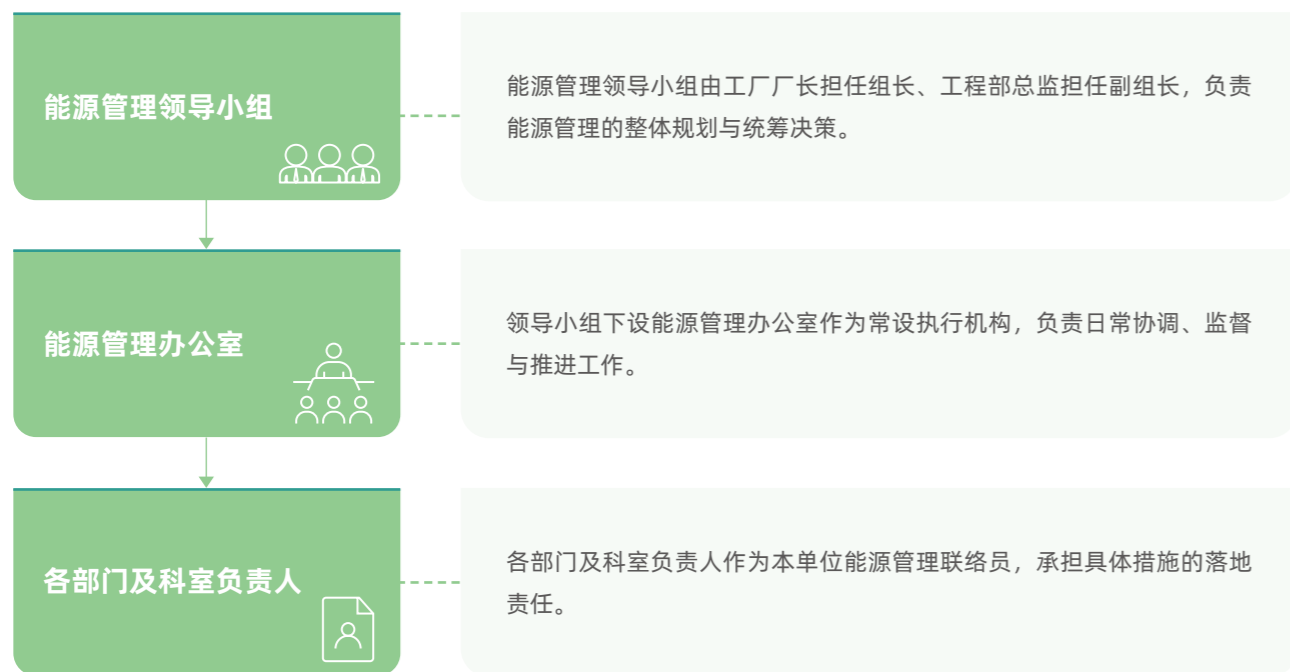 能源管理领导小组
能源管理领导小组由工厂厂长担任组长、工程部总监担任副组长，负责
能源管理的整体规划与统筹决策。
能源管理办公室
领导小组下设能源管理办公室作为常设执行机构，负责日常协调、监督
与推进工作。
各部门及科室负责人
各部门及科室负责人作为本单位能源管理联络员，承担具体措施的落地
责任。